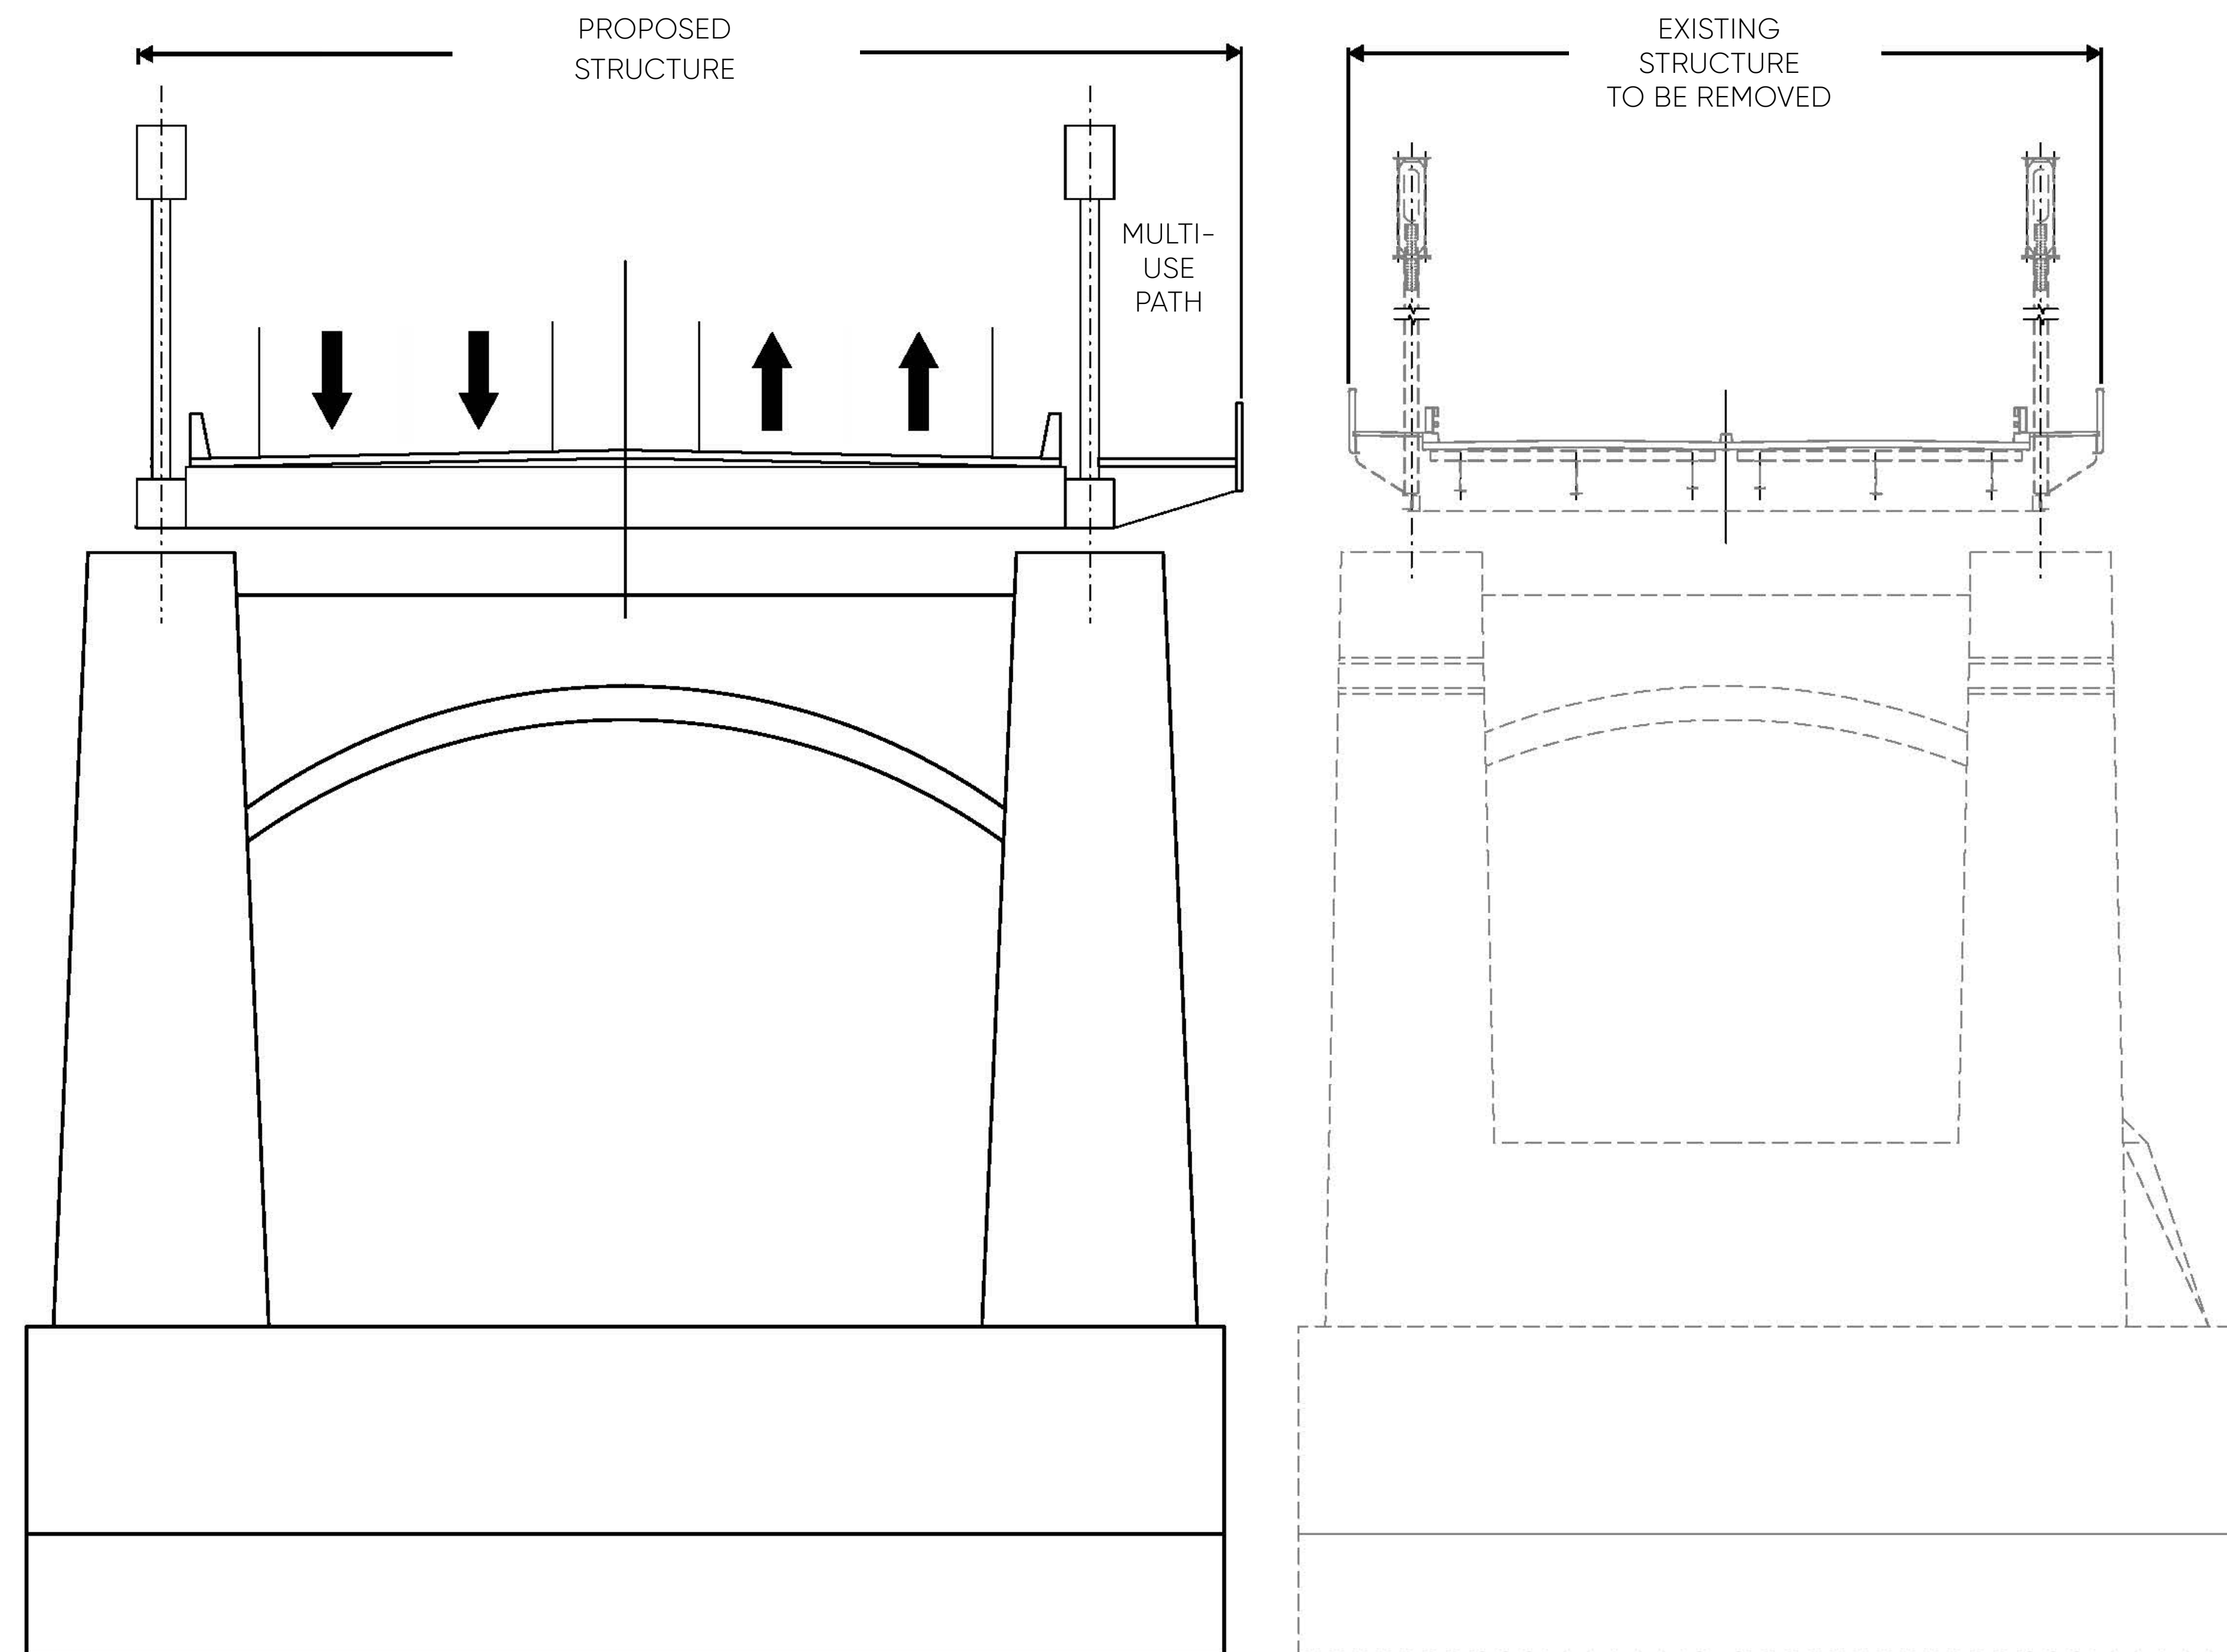 PROPOSED
STRUCTURE
EXISTING
STRUCTURE
TO BE REMOVED
MULTI-
USE
PATH